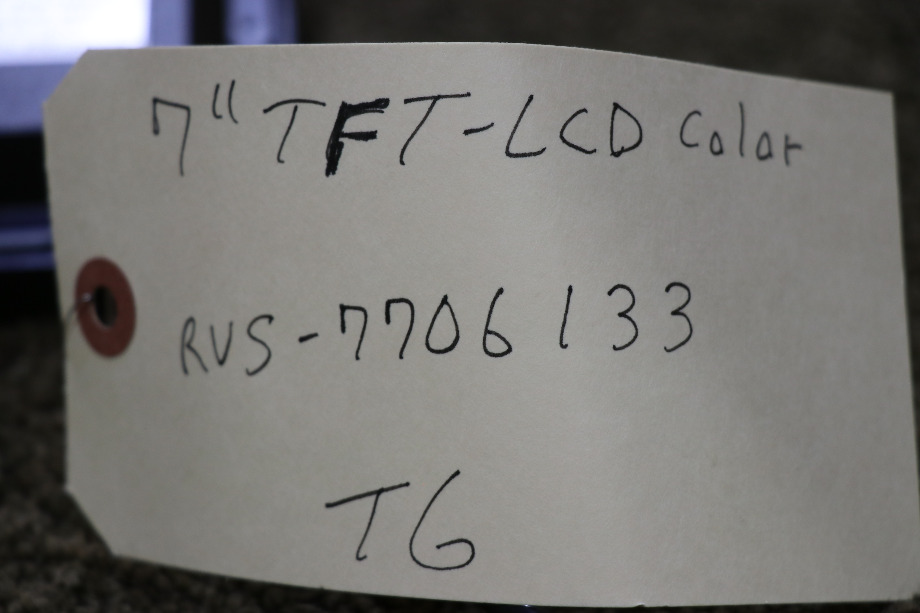 7" TFT-LCD Color
RVS-7706133
TG